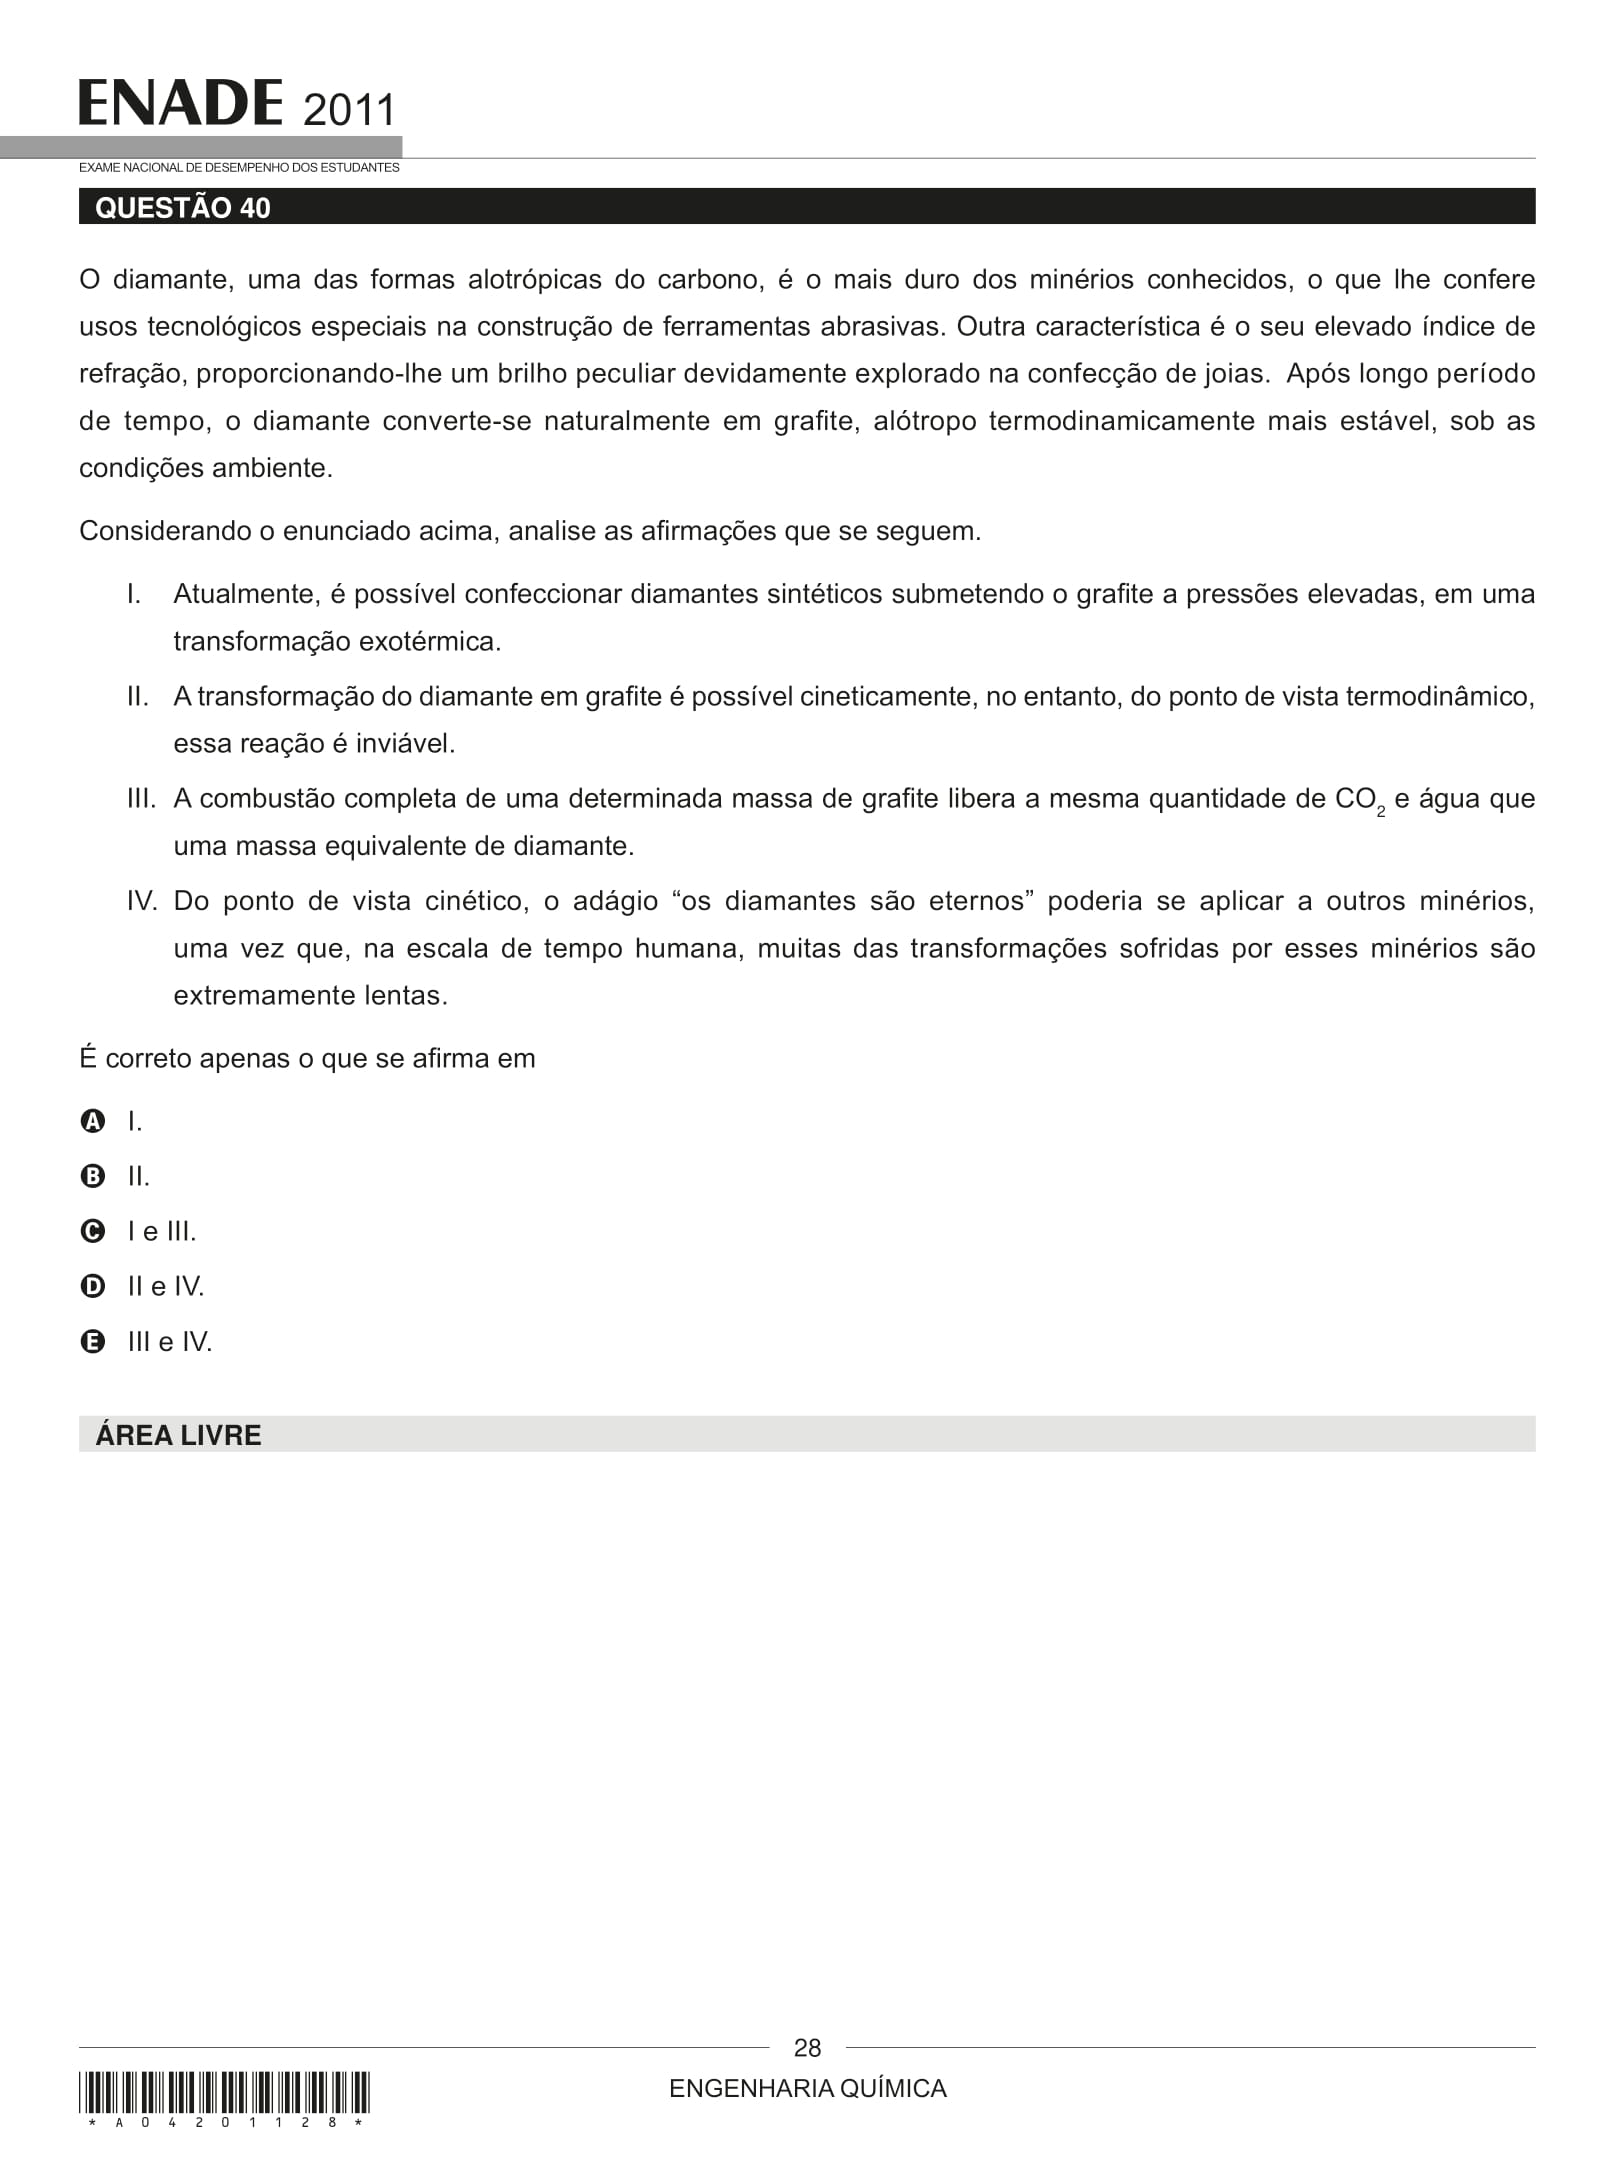 ENADE 2011
EXAME NACIONAL DE DESEMPENHO DOS ESTUDANTES
QUESTÃO 40
O diamante, uma das formas alotrópicas do carbono, é o mais duro dos minérios conhecidos, o que lhe confere
usos tecnológicos especiais na construção de ferramentas abrasivas. Outra característica é o seu elevado índice de
refração, proporcionando-lhe um brilho peculiar devidamente explorado na confecção de joias. Após longo período
de tempo, o diamante converte-se naturalmente em grafite, alótropo termodinamicamente mais estável, sob as
condições ambiente.
Considerando o enunciado acima, analise as afirmações que se seguem.
I. Atualmente, é possível confeccionar diamantes sintéticos submetendo o grafite a pressões elevadas, em uma
transformação exotérmica.
II. A transformação do diamante em grafite é possível cineticamente, no entanto, do ponto de vista termodinâmico,
essa reação é inviável.
III. A combustão completa de uma determinada massa de grafite libera a mesma quantidade de CO2 e água que
uma massa equivalente de diamante.
IV. Do ponto de vista cinético, o adágio “os diamantes são eternos” poderia se aplicar a outros minérios,
uma vez que, na escala de tempo humana, muitas das transformações sofridas por esses minérios são
extremamente lentas.
É correto apenas o que se afirma em
A I.
B II.
C I e III.
D II e IV.
E III e IV.
ÁREA LIVRE
28
ENGENHARIA QUÍMICA
*A04201128*